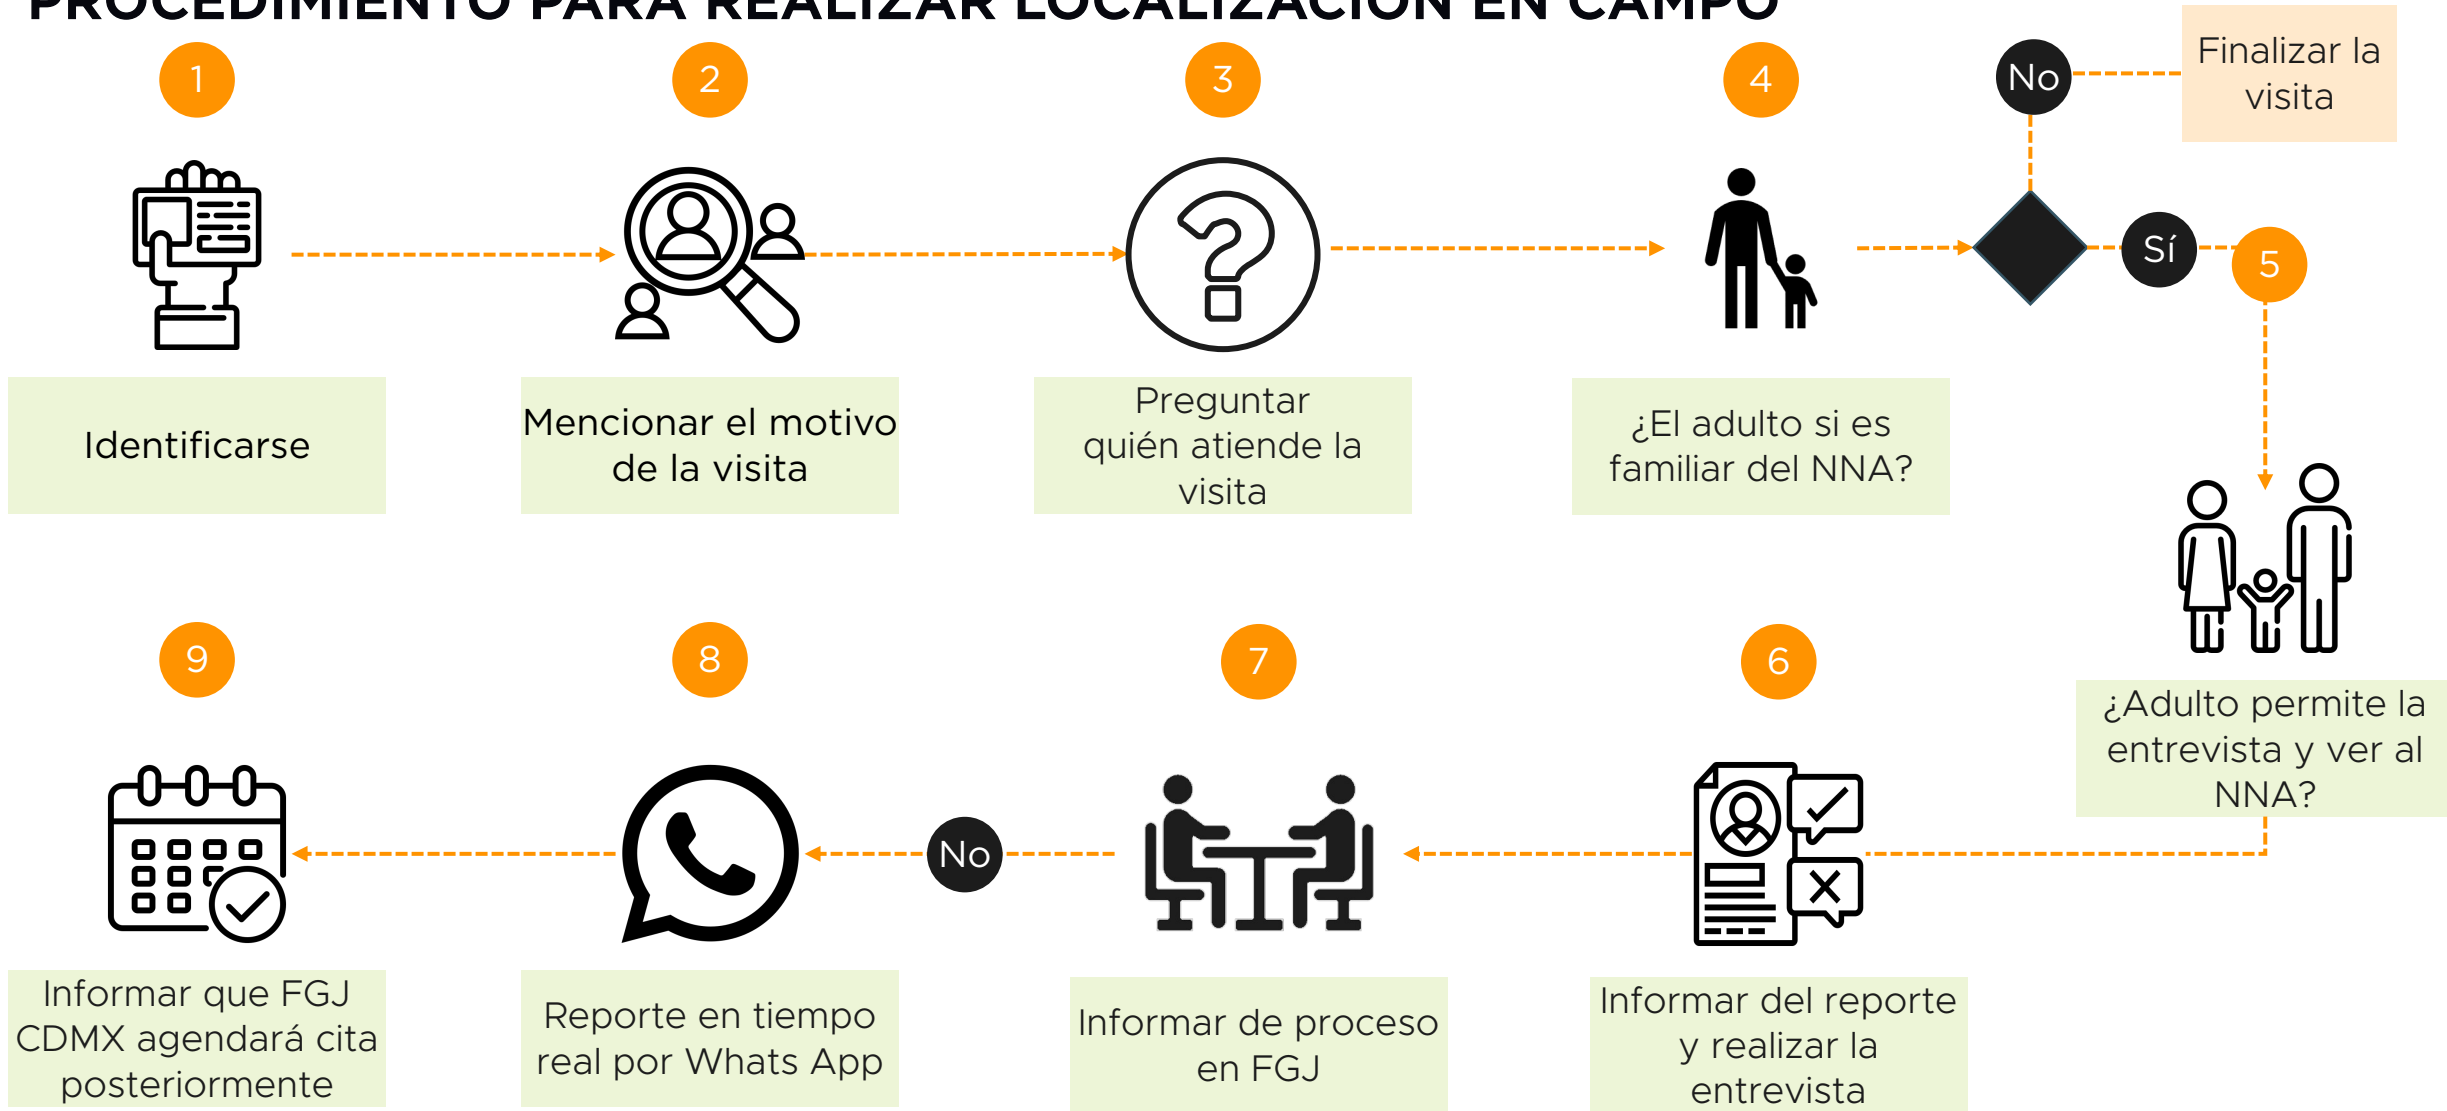 PROCEDIMIENTO PARA REALIZAR LOCALIZACIÓN EN CAMPO
1
2
3
4
No
Finalizar la
visita
Sí
5
Identificarse
Mencionar el motivo
de la visita
Preguntar
quién atiende la
visita
¿El adulto si es
familiar del NNA?
¿Adulto permite la
entrevista y ver al
NNA?
6
Informar del reporte
y realizar la
entrevista
7
Informar de proceso
en FGJ
No
8
Reporte en tiempo
real por Whats App
9
Informar que FGJ
CDMX agendará cita
posteriormente